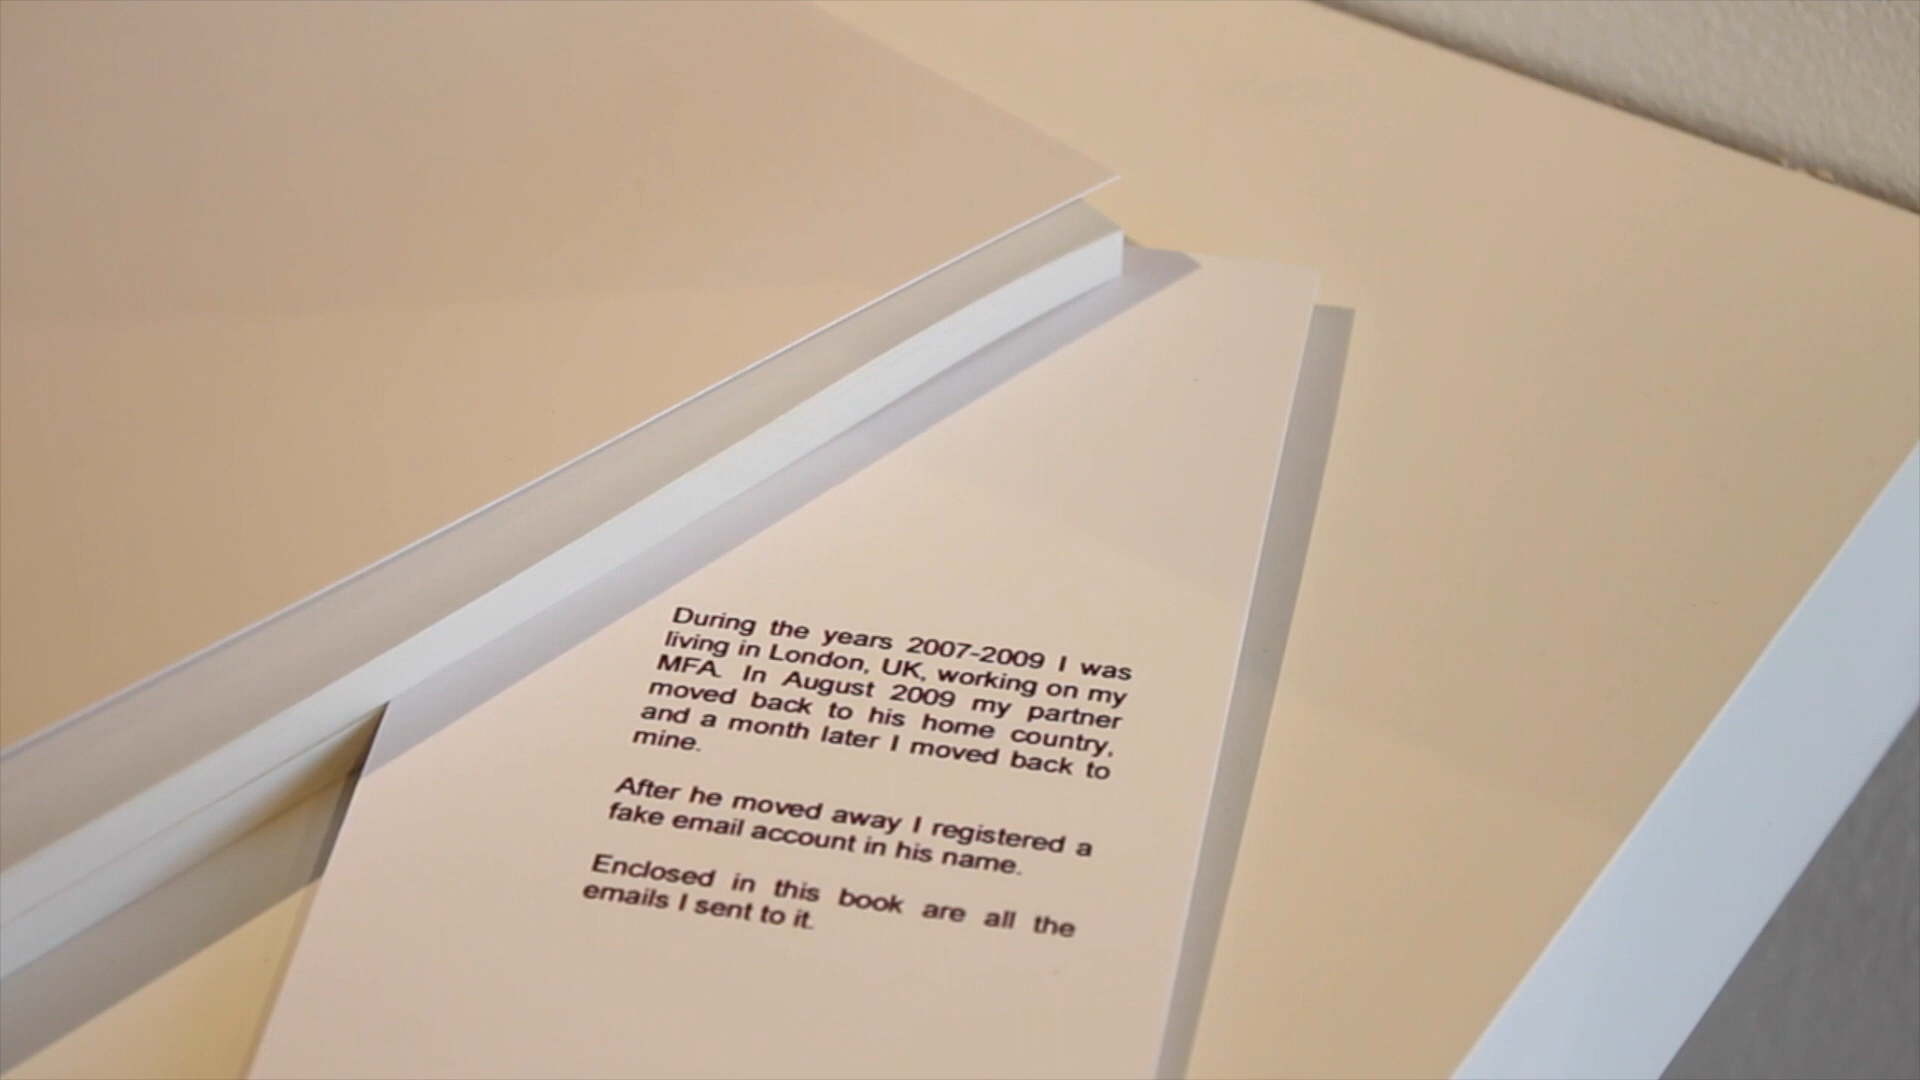 During the years 2007-2009 I was
living in London, UK, working on my
MFA. In August 2009 my partner
moved back to his home country,
and a month later I moved back to
mine.
After he moved away I registered a
fake email account in his name.
Enclosed in this book are all the
emails I sent to it.